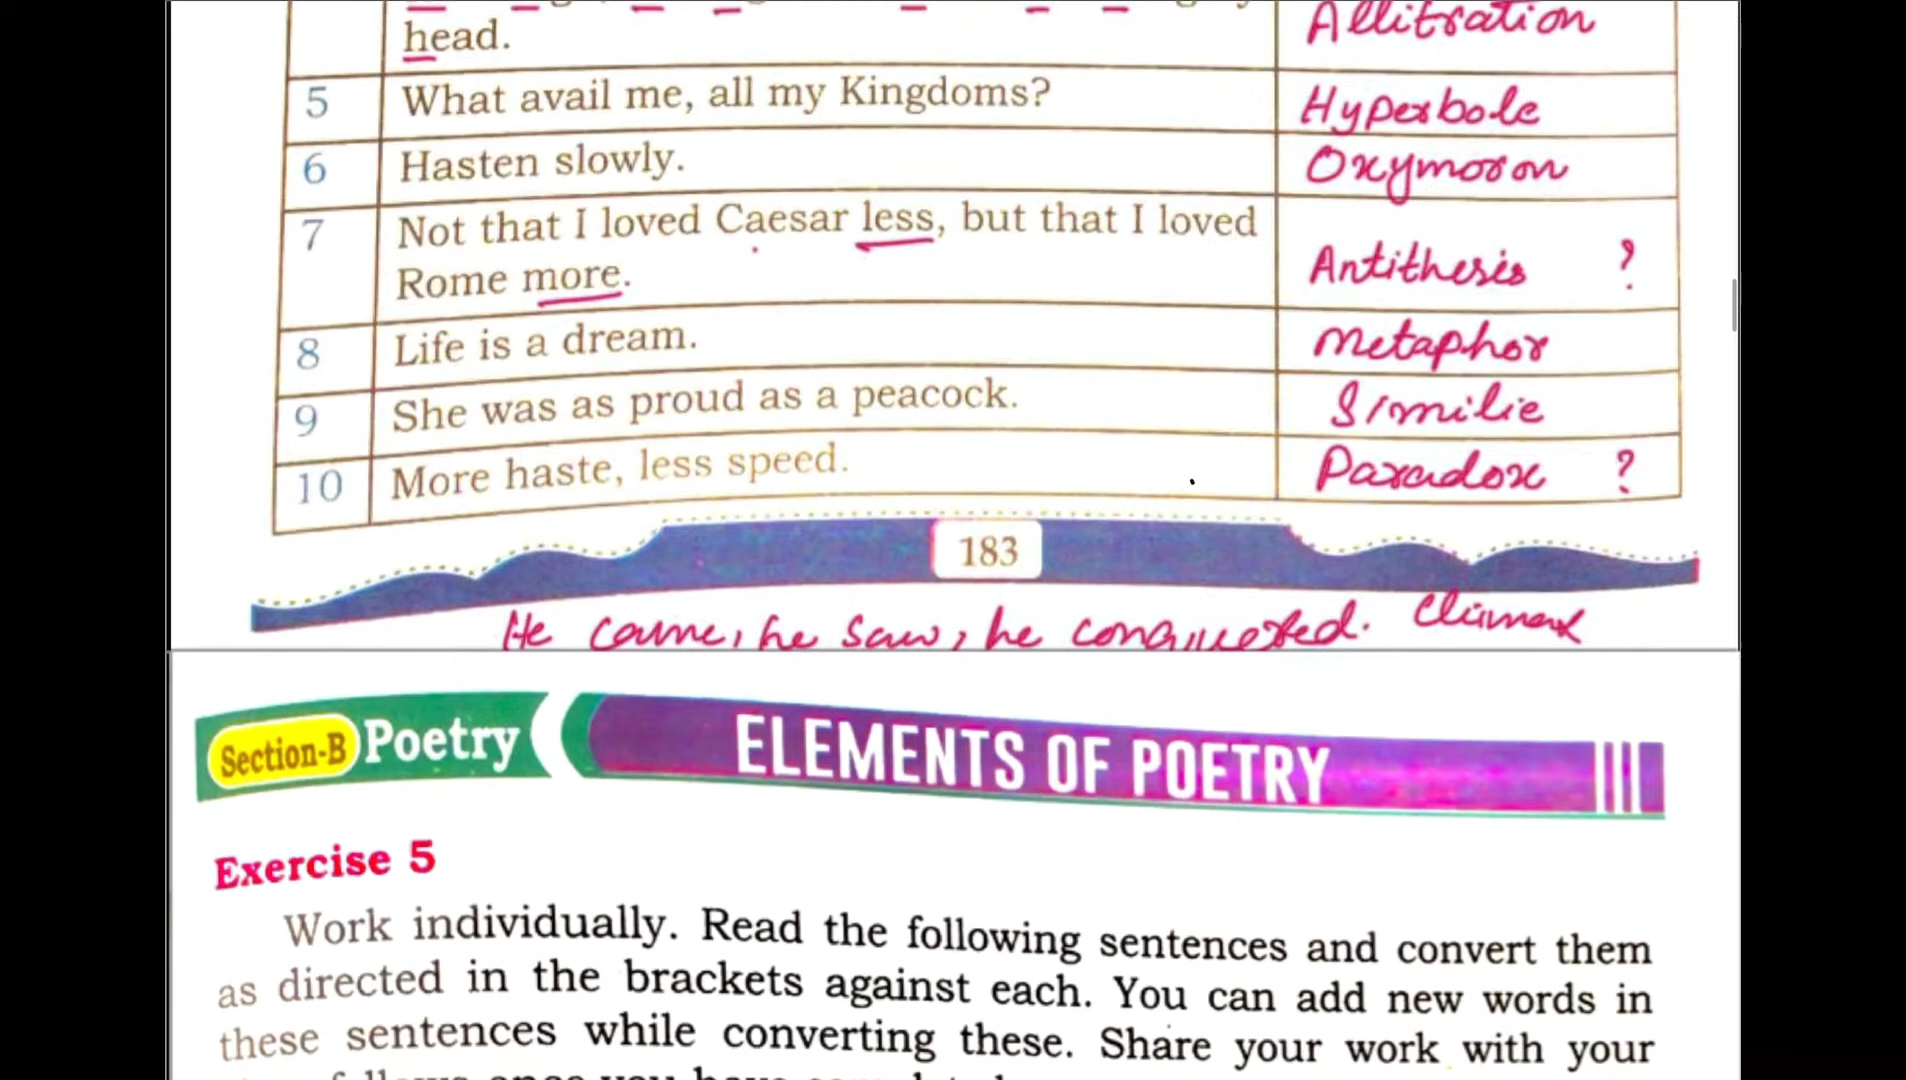 head.
Allitration
5 What avail me, all my Kingdoms? Hyperbole
6 Hasten slowly. Oxymoron
7 Not that I loved Caesar less, but that I loved
Rome more. Antithesis ?
8 Life is a dream. Metaphor
9 She was as proud as a peacock. Similie
10 More haste, less speed. Paradox ?
183
He came, he saw, he conquered. Climax
Section-B Poetry ELEMENTS OF POETRY
Exercise 5
Work individually. Read the following sentences and convert them
as directed in the brackets against each. You can add new words in
these sentences while converting these. Share your work with your